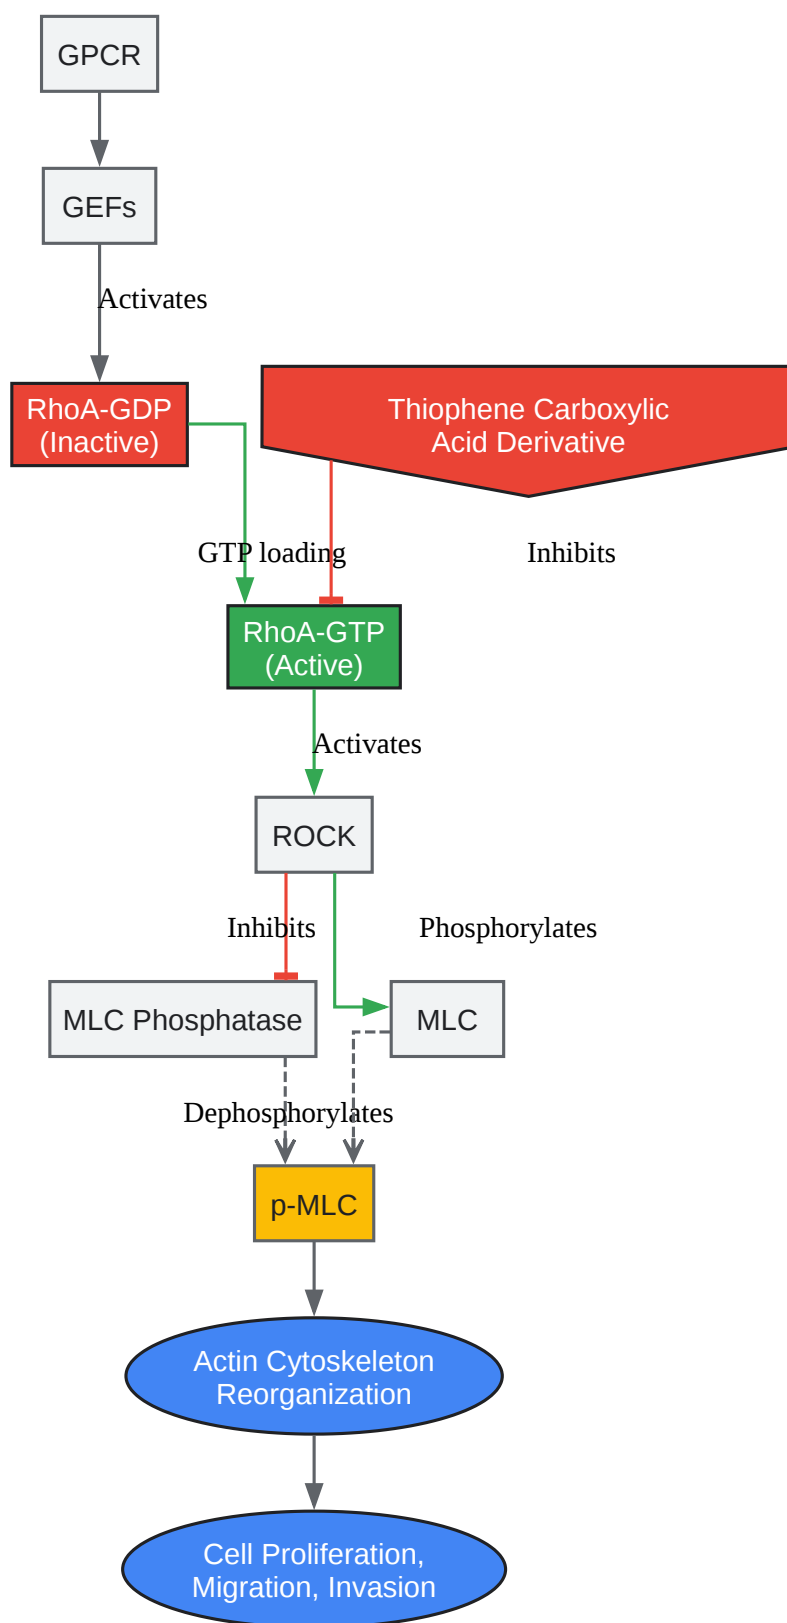 GPCR
GEFs
Activates
RhoA-GDP
(Inactive)
Thiophene Carboxylic
Acid Derivative
GTP loading
Inhibits
RhoA-GTP
(Active)
Activates
ROCK
Inhibits
Phosphorylates
MLC Phosphatase
MLC
Dephosphorylates
p-MLC
Actin Cytoskeleton
Reorganization
Cell Proliferation,
Migration, Invasion